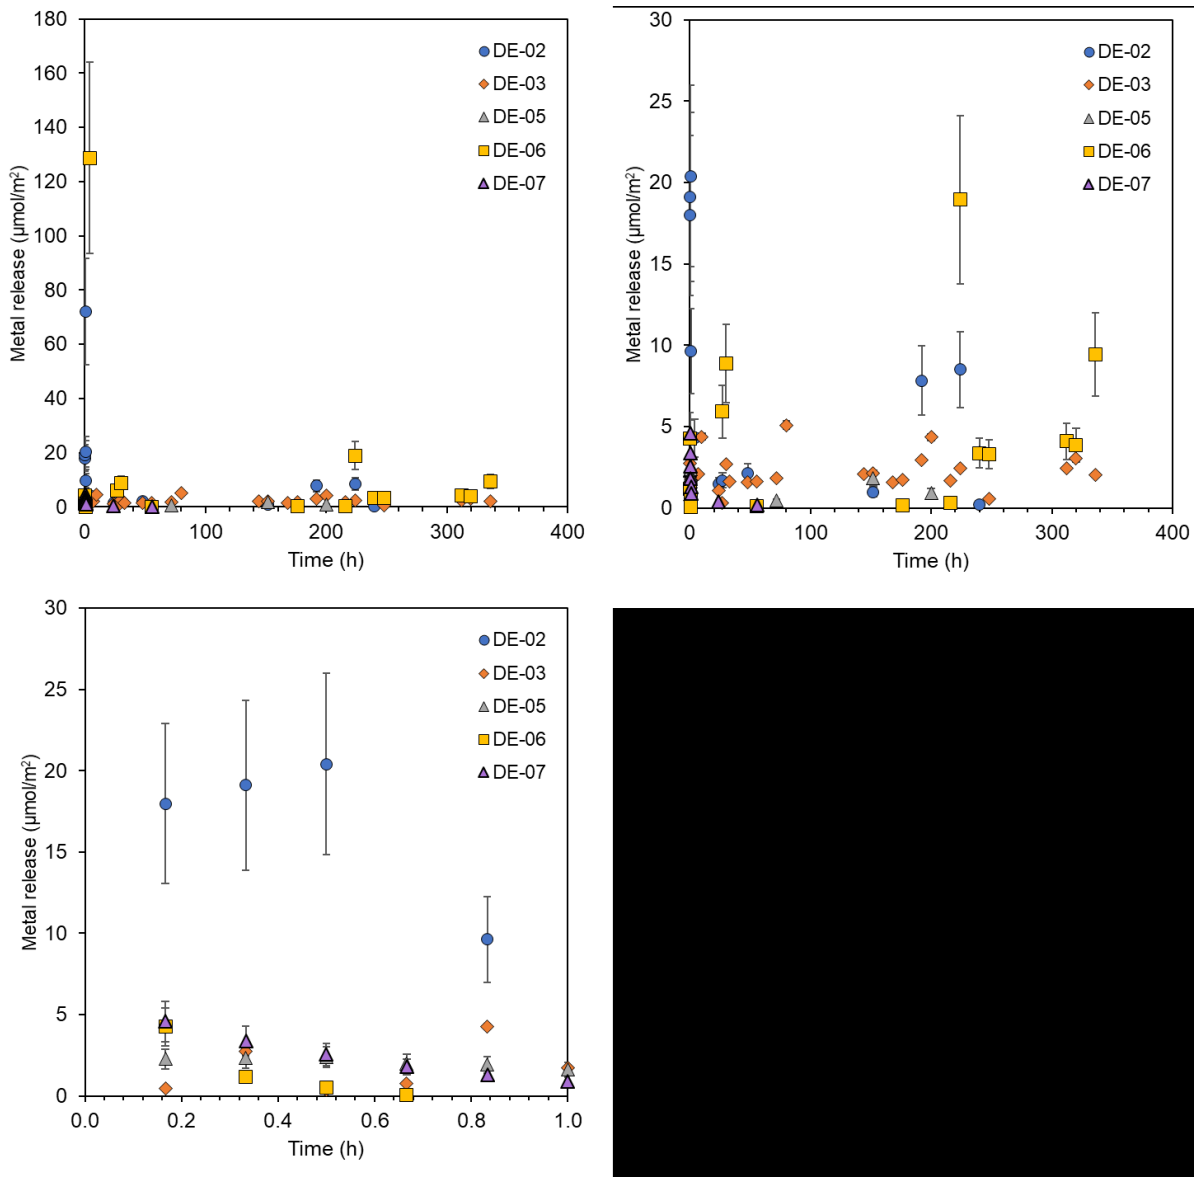 180
160
140
120
100
80
60
40
20
0
Metal release (μmol/m²)
0
100
200
300
400
Time (h)
DE-02
DE-03
DE-05
DE-06
DE-07
30
25
20
15
10
5
0
Metal release (μmol/m²)
0
100
200
300
400
Time (h)
DE-02
DE-03
DE-05
DE-06
DE-07
30
25
20
15
10
5
0
Metal release (μmol/m²)
0.0
0.2
0.4
0.6
0.8
1.0
Time (h)
DE-02
DE-03
DE-05
DE-06
DE-07